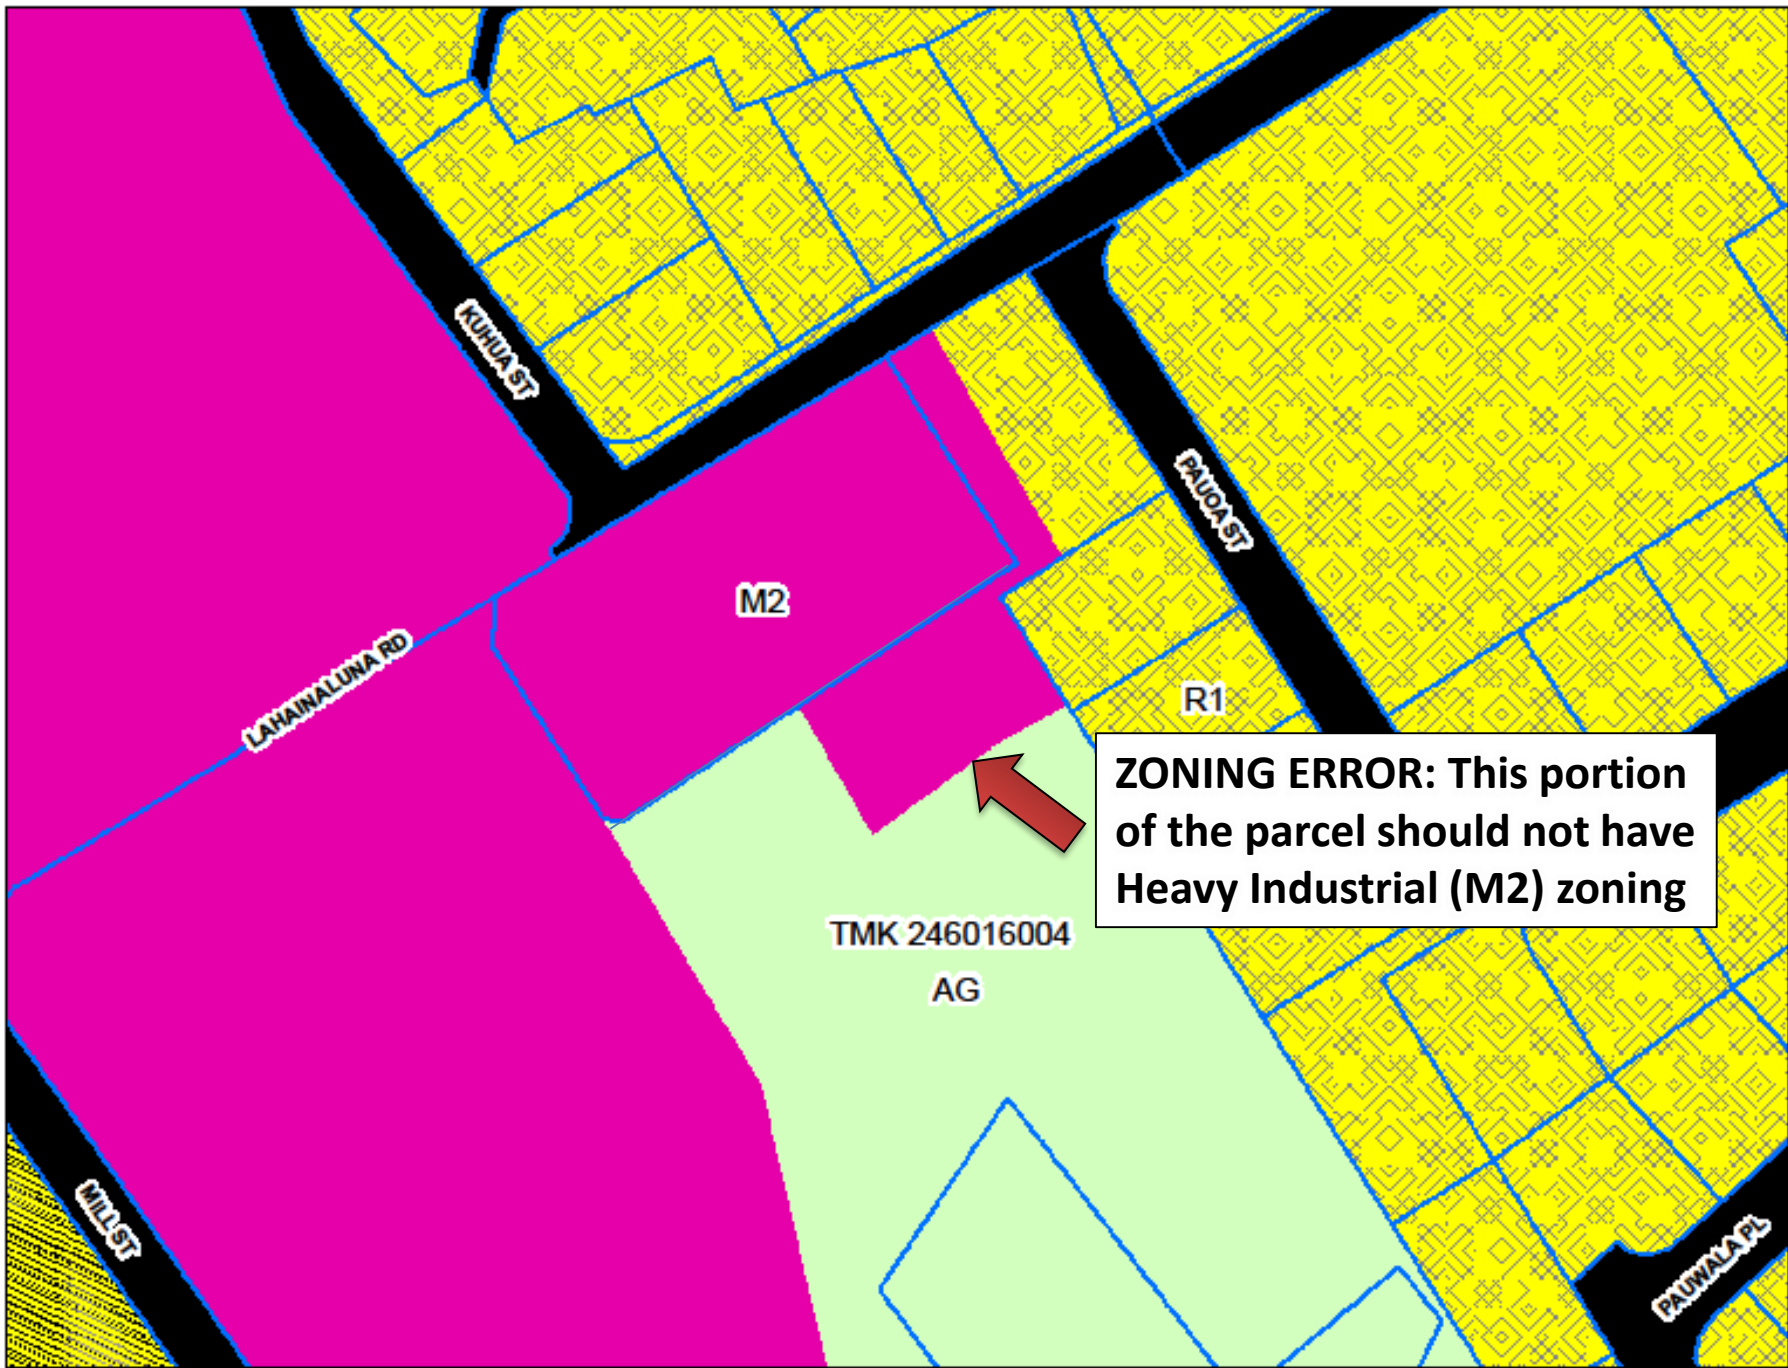 KUHUA ST
PAUOA ST
M2
LAHAINALUNA RD
R1
ZONING ERROR: This portion
of the parcel should not have
Heavy Industrial (M2) zoning
TMK 246016004
AG
MILL ST
PAUWALA PL